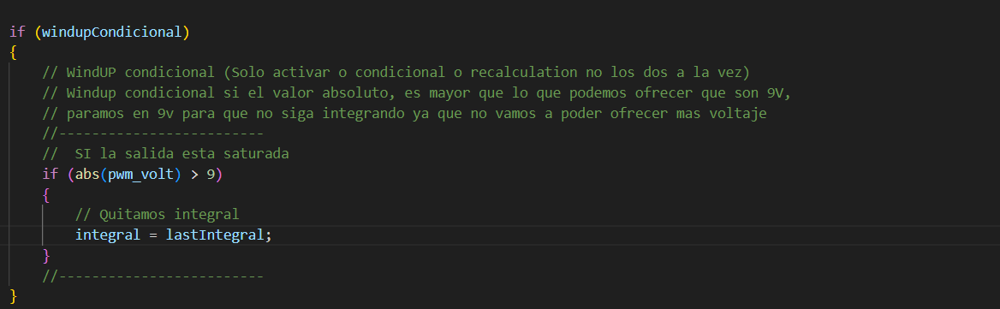 if (windupCondicional)
{
// WindUP condicional (Solo activar o condicional o recalculation no los dos a la vez)
// Windup condicional si el valor absoluto, es mayor que lo que podemos ofrecer que son 9V,
// paramos en 9v para que no siga integrando ya que no vamos a poder ofrecer mas voltaje
//-------------------------
//  SI la salida esta saturada
if (abs(pwm_volt) > 9)
{
// Quitamos integral
integral = lastIntegral;
}
//-------------------------
}